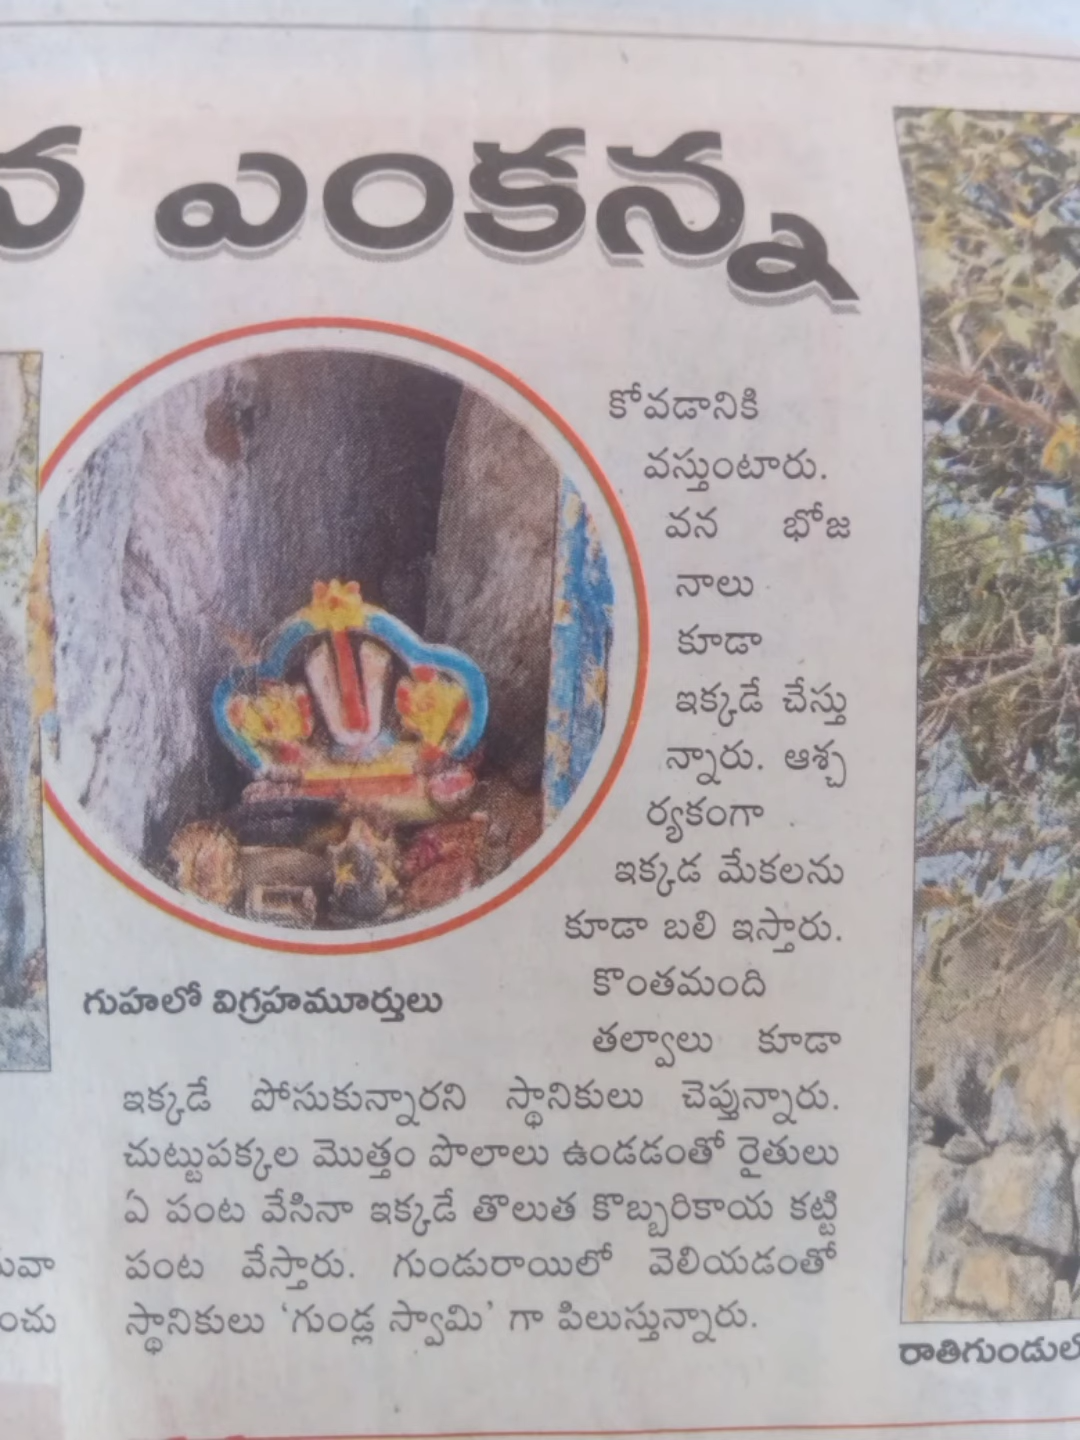 న ఎంకన్న
కోవడానికి
వస్తుంటారు.
వన భోజ
నాలు
కూడా
ఇక్కడే చేస్తు
న్నారు. ఆశ్చ
ర్యకంగా
ఇక్కడ మేకలను
కూడా బలి ఇస్తారు.
కొంతమంది
తల్వాలు కూడా
ఇక్కడే పోసుకున్నారని స్థానికులు చెప్తున్నారు.
చుట్టుపక్కల మొత్తం పొలాలు ఉండడంతో రైతులు
ఏ పంట వేసినా ఇక్కడే తొలుత కొబ్బరికాయ కట్టి
పంట వేస్తారు. గుండురాయిలో వెలియడంతో
స్థానికులు ‘గుండ్ల స్వామి’ గా పిలుస్తున్నారు.
గుహలో విగ్రహమూర్తులు
వా
ంచు
రాతిగుండుల